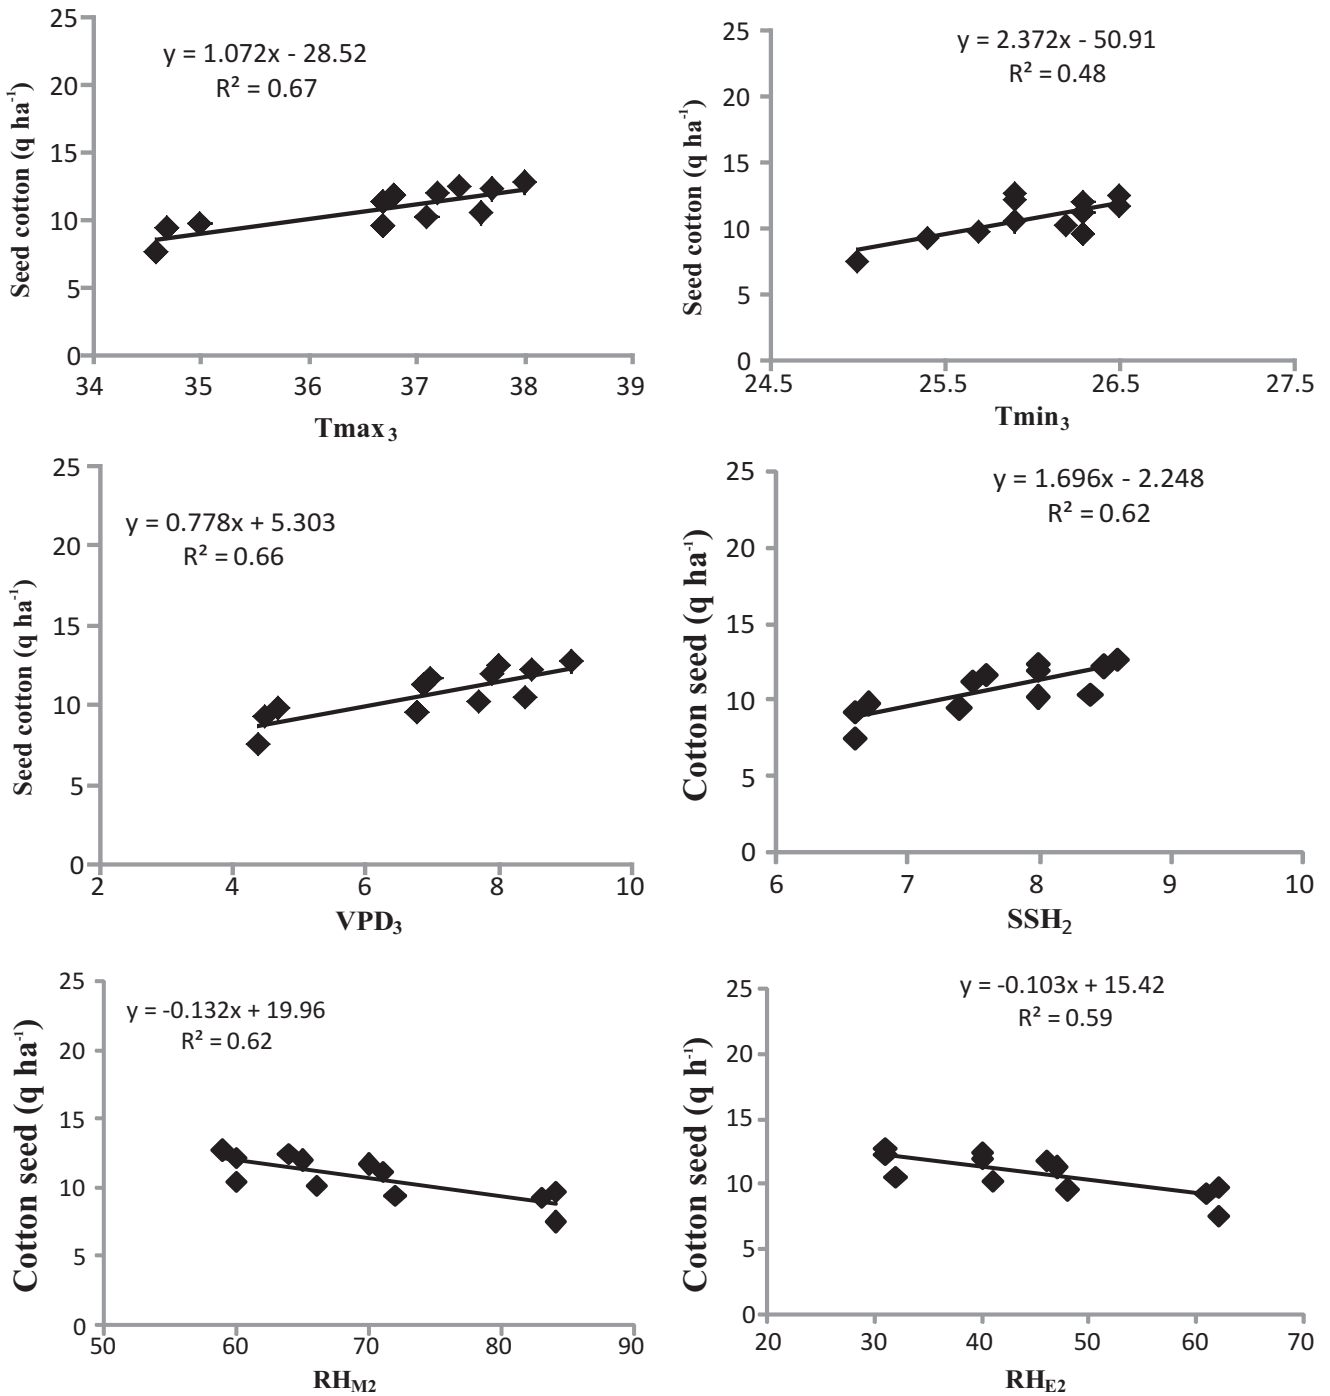 y = 1.072x - 28.52
R² = 0.67
Seed cotton (q ha⁻¹)
25
20
15
10
5
0
34 35 36 37 38 39
Tmax₃
y = 2.372x - 50.91
R² = 0.48
Seed cotton (q ha⁻¹)
25
20
15
10
5
0
24.5 25.5 26.5 27.5
Tmin₃
y = 0.778x + 5.303
R² = 0.66
Seed cotton (q ha⁻¹)
25
20
15
10
5
0
2 4 6 8 10
VPD₃
y = 1.696x - 2.248
R² = 0.62
Cotton seed (q ha⁻¹)
25
20
15
10
5
0
6 7 8 9 10
SSH₂
y = -0.132x + 19.96
R² = 0.62
Cotton seed (q ha⁻¹)
25
20
15
10
5
0
50 60 70 80 90
RH_M2
y = -0.103x + 15.42
R² = 0.59
Cotton seed (q h⁻¹)
25
20
15
10
5
0
20 30 40 50 60 70
RH_E2